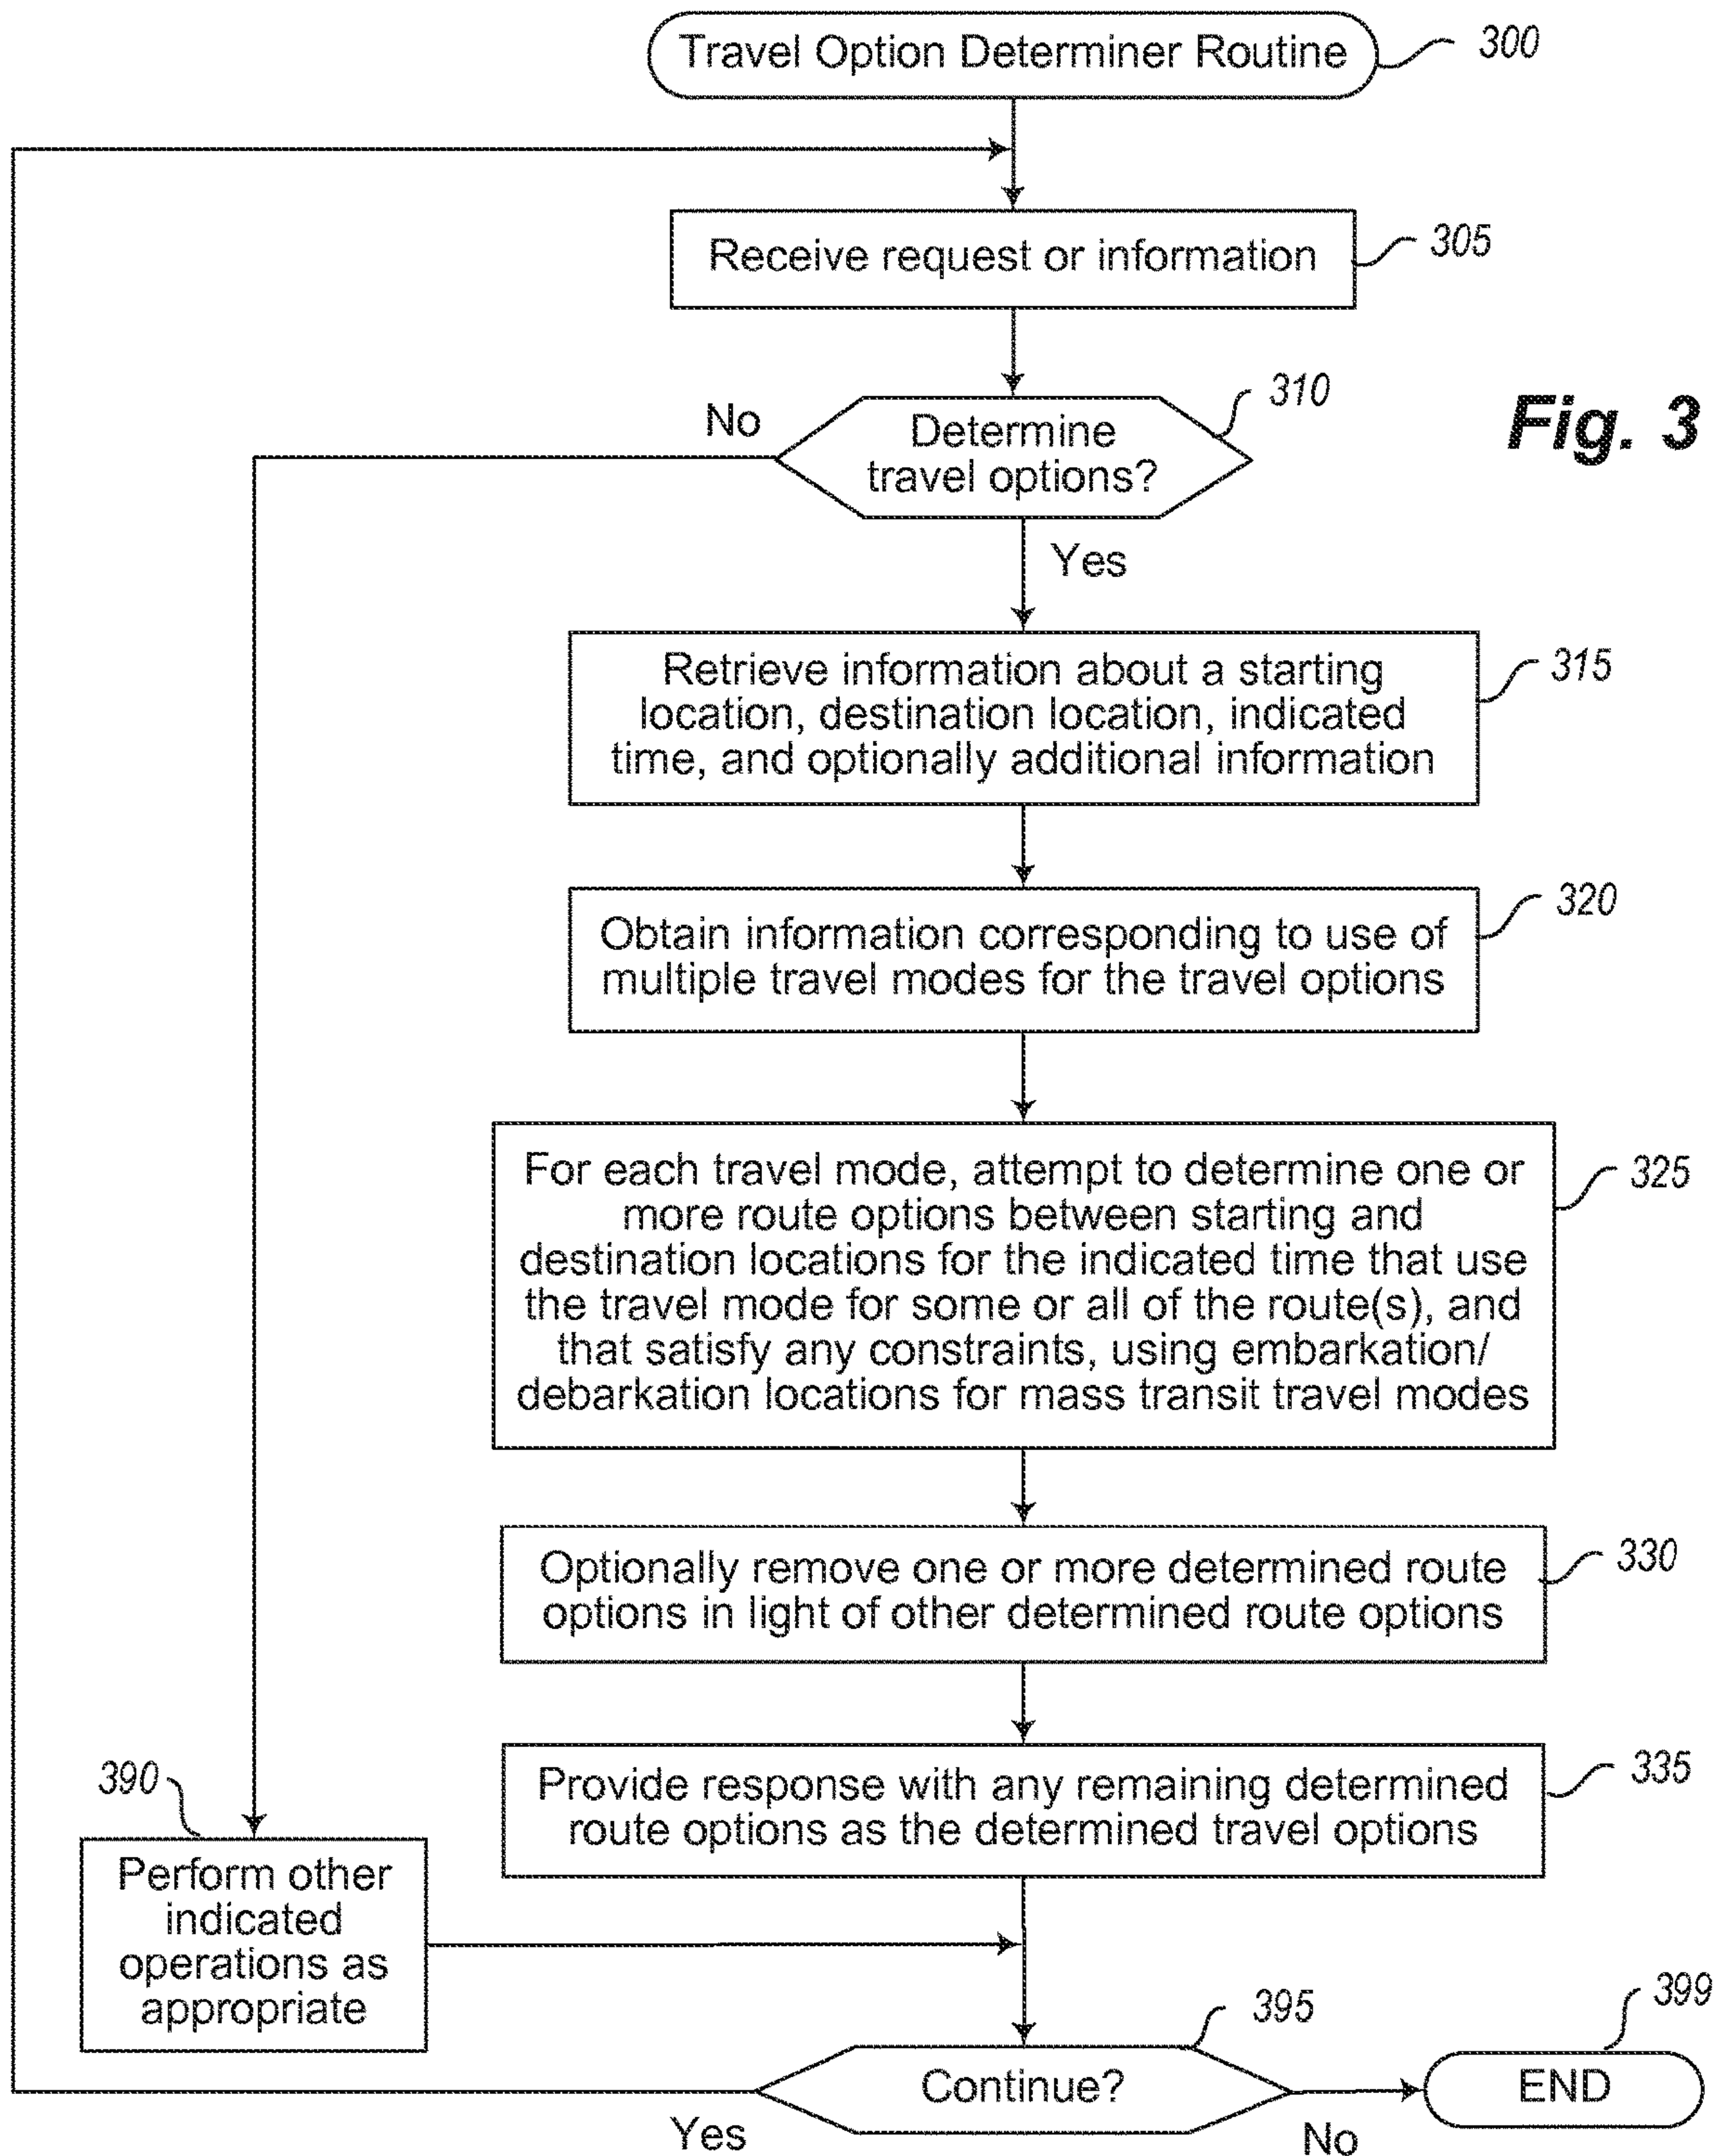 Travel Option Determiner Routine
300
Receive request or information
305
Fig. 3
No
Determine
travel options?
310
Yes
Retrieve information about a starting
location, destination location, indicated
time, and optionally additional information
315
Obtain information corresponding to use of
multiple travel modes for the travel options
320
For each travel mode, attempt to determine one or
more route options between starting and
destination locations for the indicated time that use
the travel mode for some or all of the route(s), and
that satisfy any constraints, using embarkation/
debarkation locations for mass transit travel modes
325
Optionally remove one or more determined route
options in light of other determined route options
330
Provide response with any remaining determined
route options as the determined travel options
335
390
Perform other
indicated
operations as
appropriate
Continue?
395
Yes
No
END
399